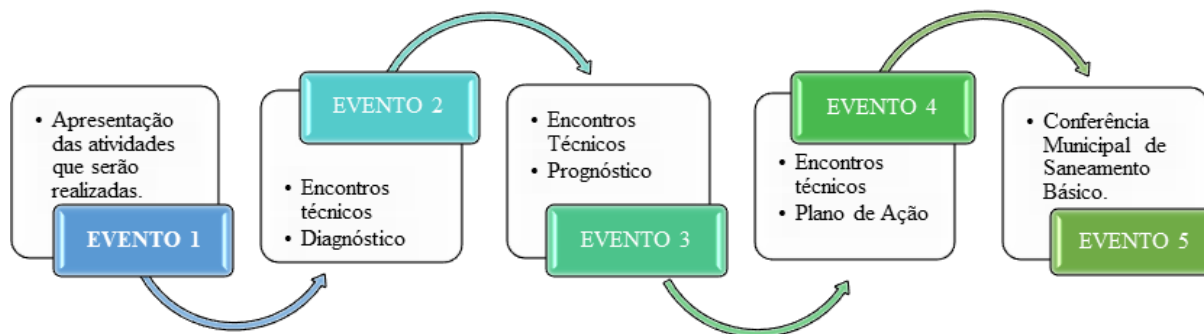 • Apresentação
das atividades
que serão
realizadas.
EVENTO 1
EVENTO 2
• Encontros
técnicos
• Diagnóstico
• Encontros
Técnicos
• Prognóstico
EVENTO 3
EVENTO 4
• Encontros
técnicos
• Plano de Ação
• Conferência
Municipal de
Saneamento
Básico.
EVENTO 5